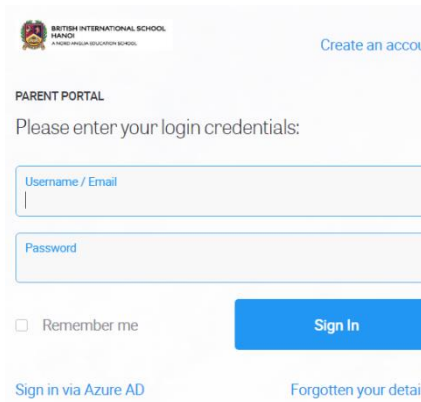 BRITISH INTERNATIONAL SCHOOL
HANOI
A NORD ANGLIA EDUCATION SCHOOL
Create an accou
PARENT PORTAL
Please enter your login credentials:
Username / Email
Password
Remember me
Sign In
Sign in via Azure AD
Forgotten your detai